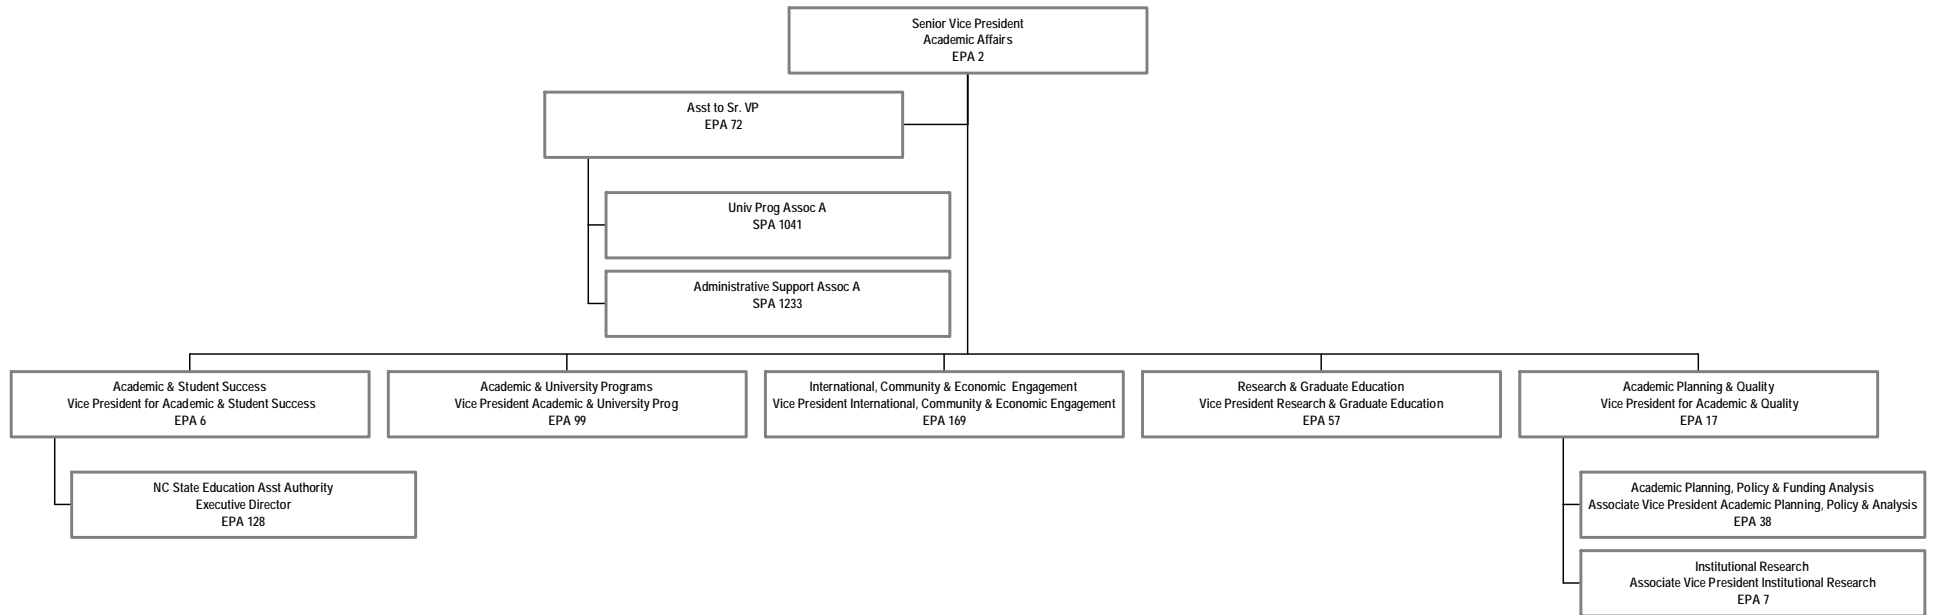 Senior Vice President
Academic Affairs
EPA 2
Asst to Sr. VP
EPA 72
Univ Prog Assoc A
SPA 1041
Administrative Support Assoc A
SPA 1233
Academic & Student Success
Vice President for Academic & Student Success
EPA 6
Academic & University Programs
Vice President Academic & University Prog
EPA 99
International, Community & Economic Engagement
Vice President International, Community & Economic Engagement
EPA 169
Research & Graduate Education
Vice President Research & Graduate Education
EPA 57
Academic Planning & Quality
Vice President for Academic & Quality
EPA 17
NC State Education Asst Authority
Executive Director
EPA 128
Academic Planning, Policy & Funding Analysis
Associate Vice President Academic Planning, Policy & Analysis
EPA 38
Institutional Research
Associate Vice President Institutional Research
EPA 7